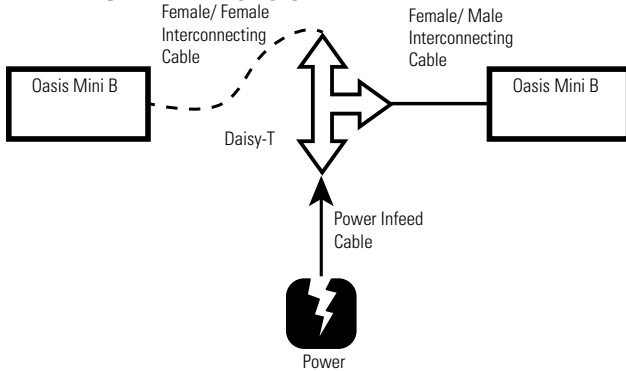 Female/ Female
Interconnecting
Cable
Female/ Male
Interconnecting
Cable
Oasis Mini B
Oasis Mini B
Daisy-T
Power Infeed
Cable
Power